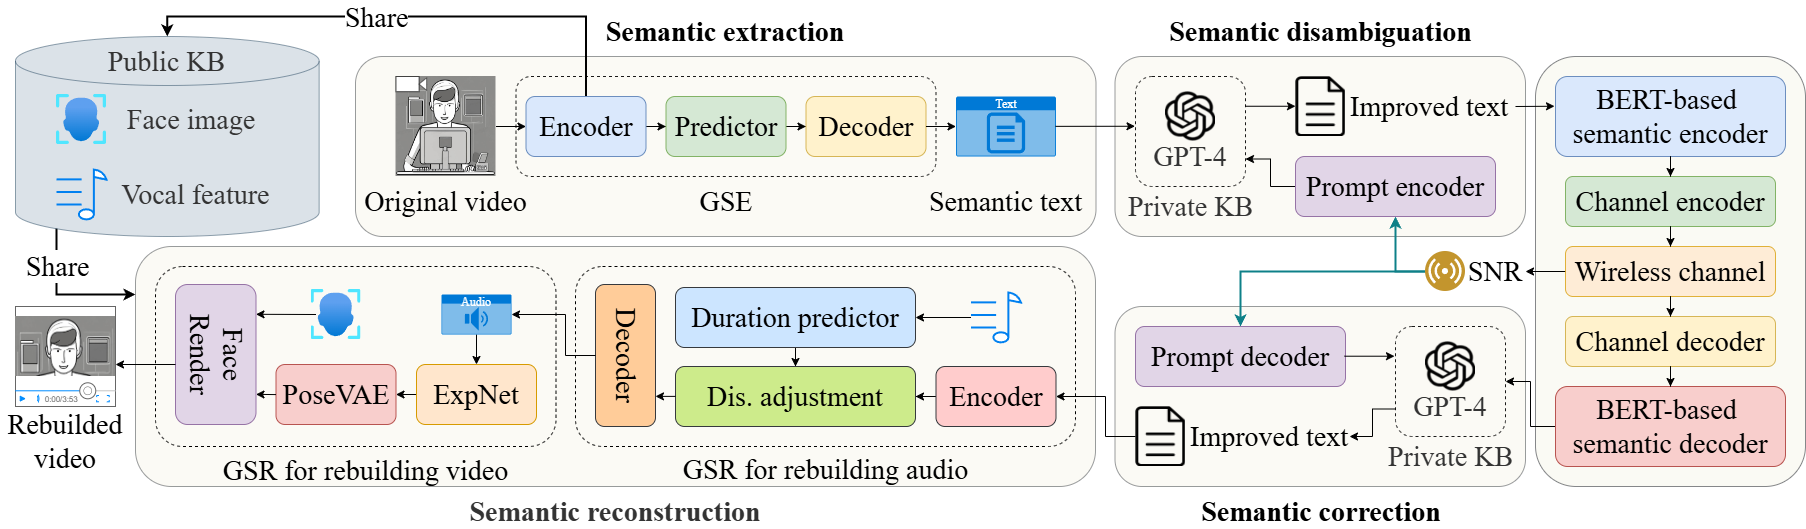 Share
Public KB
Face image
Vocal feature
Share
Semantic extraction
Original video
Encoder
Predictor
Decoder
GSE
Text
Semantic text
Semantic disambiguation
GPT-4
Private KB
Improved text
Prompt encoder
BERT-based
semantic encoder
Channel encoder
Wireless channel
SNR
Channel decoder
BERT-based
semantic decoder
Prompt decoder
GPT-4
Private KB
Improved text
Semantic correction
Encoder
Duration predictor
Dis. adjustment
Decoder
GSR for rebuilding audio
Audio
ExpNet
PoseVAE
Face
Render
GSR for rebuilding video
Semantic reconstruction
0:00/3:53
Rebuilded
video